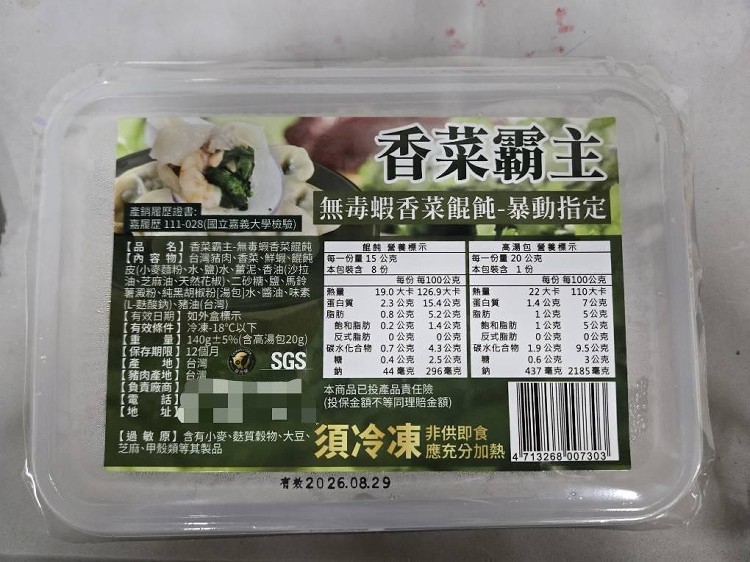 香菜霸主
無毒蝦香菜餛飩-暴動指定
產銷履歷證書:
嘉履歷 111-028(國立嘉義大學檢驗)
【品 名】香菜霸主-無毒蝦香菜餛飩
【內 容 物】台灣豬肉、香菜、鮮蝦、餛飩
皮(小麥麵粉、水、鹽)水、薑泥、香油(沙拉
油、芝麻油、天然花椒)、二砂糖、鹽、馬鈴
薯澱粉、純黑胡椒粉[湯包]水、醬油、味素
(L-麩酸鈉)、豬油(台灣)
【有效日期】如外盒標示
【有效條件】冷凍-18°C以下
【重 量】140g±5%(含高湯包20g)
【保存期限】12個月
【產 地】台灣
【豬肉產地】台灣
【負責廠商】
【電 話】
【地 址】
SGS
【過 敏 原】含有小麥、麩質穀物、大豆、
芝麻、甲殼類等其製品
餛飩 營養標示
每一份量 15 公克
本包裝含 8 份
每份 每100公克
熱量 19.0 大卡 126.9大卡
蛋白質 2.3 公克 15.4公克
脂肪 0.8 公克 5.2公克
飽和脂肪 0.2 公克 1.4公克
反式脂肪 0 公克 0公克
碳水化合物 0.7 公克 4.3公克
糖 0.4 公克 2.5公克
鈉 44 毫克 296毫克
高湯包 營養標示
每一份量 20 公克
本包裝含 1 份
每份 每100公克
熱量 22 大卡 110大卡
蛋白質 1.4 公克 7公克
脂肪 1 公克 5公克
飽和脂肪 1 公克 5公克
反式脂肪 0 公克 0公克
碳水化合物 1.9 公克 9.5公克
糖 0.6 公克 3公克
鈉 437 毫克 2185毫克
本商品已投產品責任險
(投保金額不等同理賠金額)
須冷凍
非供即食
應充分加熱
4 713268 007303
有效2026.08.29